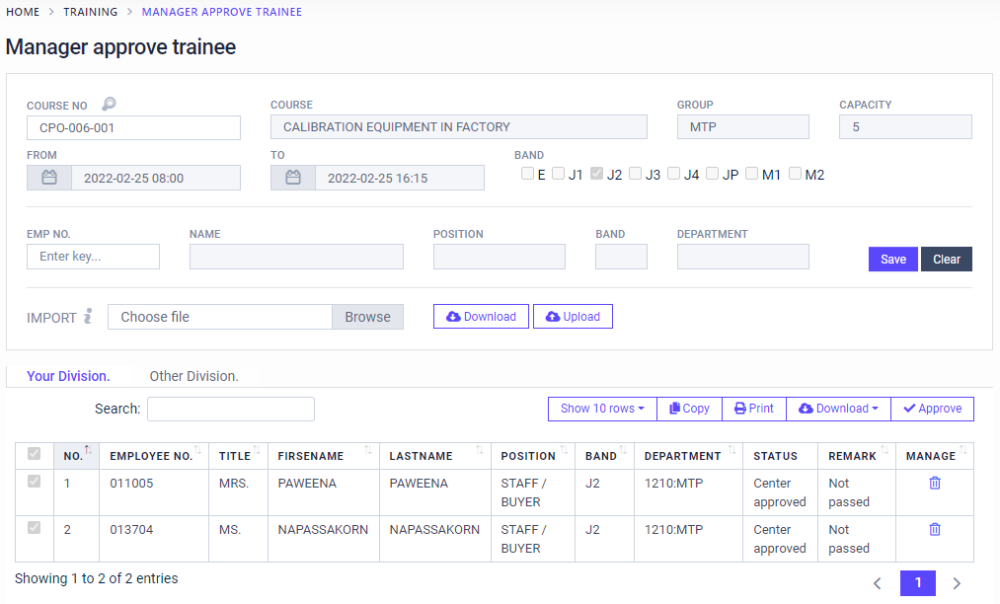 HOME > TRAINING > MANAGER APPROVE TRAINEE
Manager approve trainee
COURSE NO COURSE GROUP CAPACITY
CPO-006-001 CALIBRATION EQUIPMENT IN FACTORY MTP 5
FROM TO BAND
2022-02-25 08:00 2022-02-25 16:15 E J1 J2 J3 J4 JP M1 M2
EMP NO. NAME POSITION BAND DEPARTMENT
Enter key... Save Clear
IMPORT Choose file Browse Download Upload
Your Division. Other Division.
Search: Show 10 rows Copy Print Download Approve
NO. EMPLOYEE NO. TITLE FIRSENAME LASTNAME POSITION BAND DEPARTMENT STATUS REMARK MANAGE
1 011005 MRS. PAWEENA PAWEENA STAFF / J2 1210:MTP Center Not
BUYER approved passed
2 013704 MS. NAPASSAKORN NAPASSAKORN STAFF / J2 1210:MTP Center Not
BUYER approved passed
Showing 1 to 2 of 2 entries
< 1 >